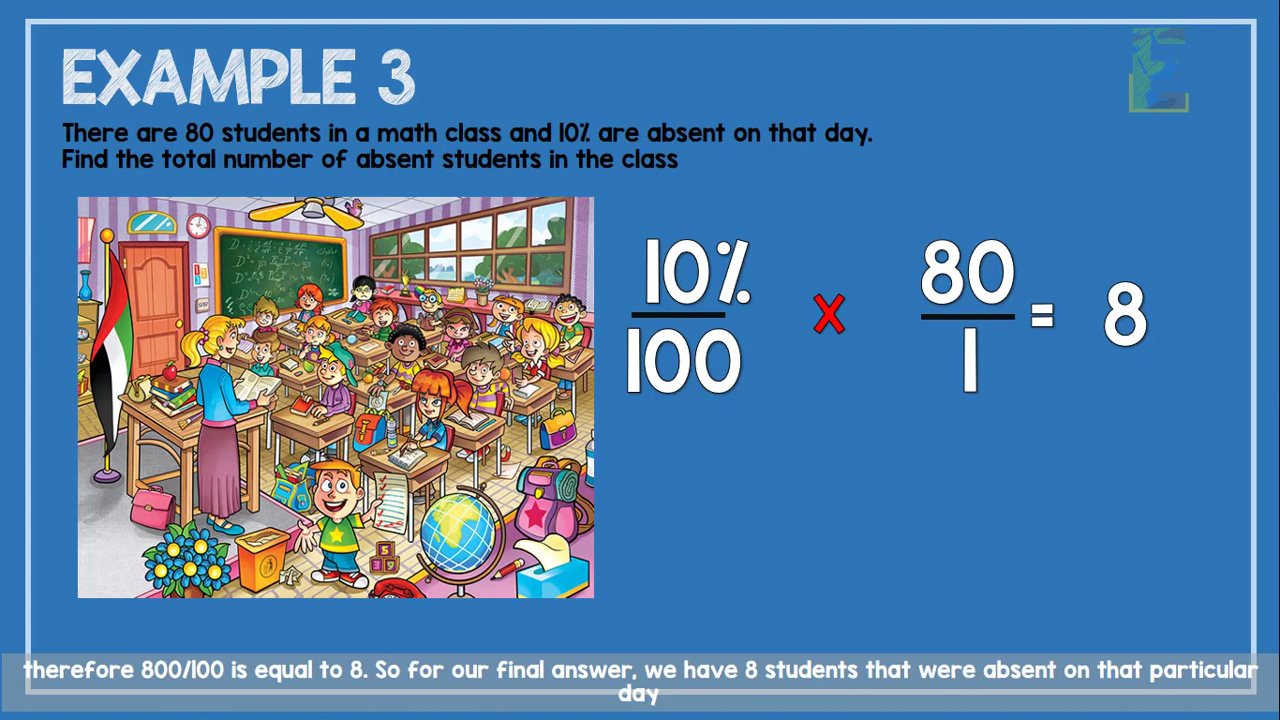 EXAMPLE 3
There are 80 students in a math class and 10% are absent on that day.
Find the total number of absent students in the class
10% x 80 = 8
100 1
therefore 800/100 is equal to 8. So for our final answer, we have 8 students that were absent on that particular
day